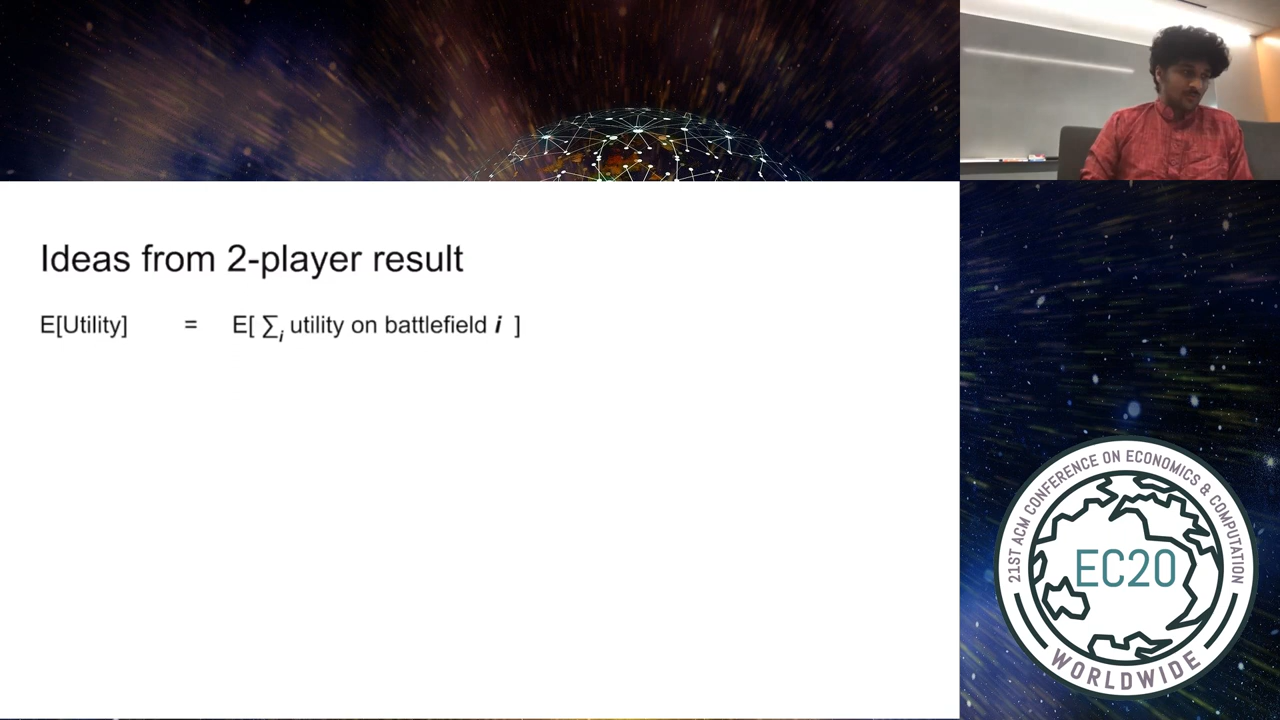 Ideas from 2-player result
E[Utility] = E[ ∑i utility on battlefield i ]
21ST ACM CONFERENCE ON ECONOMICS & COMPUTATION
EC20
WORLDWIDE